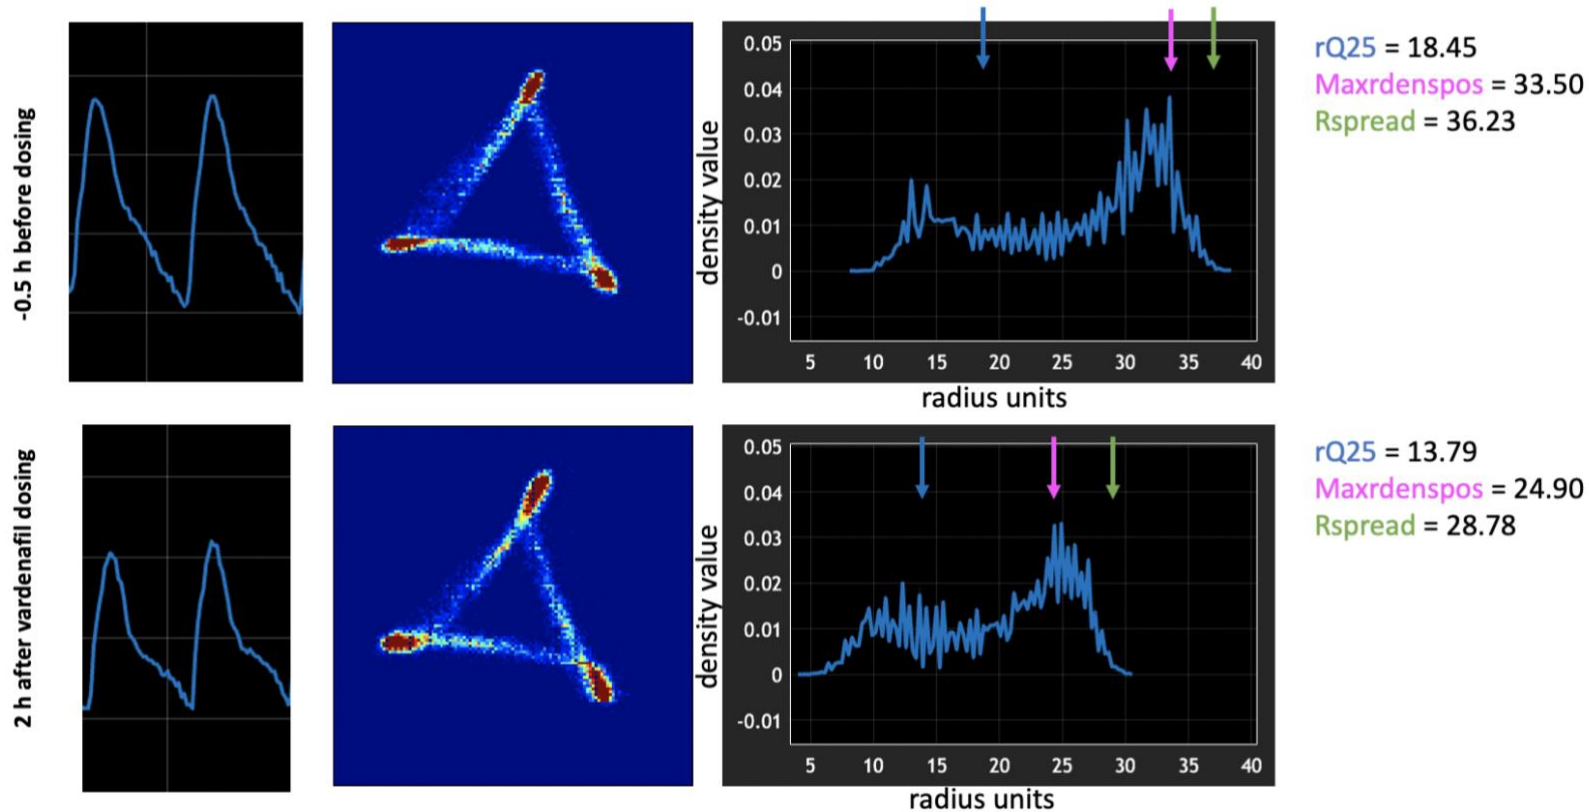 -0.5 h before dosing
density value
0.05
0.04
0.03
0.02
0.01
0
-0.01
5 10 15 20 25 30 35 40
radius units
rQ25 = 18.45
Maxrdenspos = 33.50
Rspread = 36.23
2 h after vardenafil dosing
density value
0.05
0.04
0.03
0.02
0.01
0
-0.01
5 10 15 20 25 30 35 40
radius units
rQ25 = 13.79
Maxrdenspos = 24.90
Rspread = 28.78